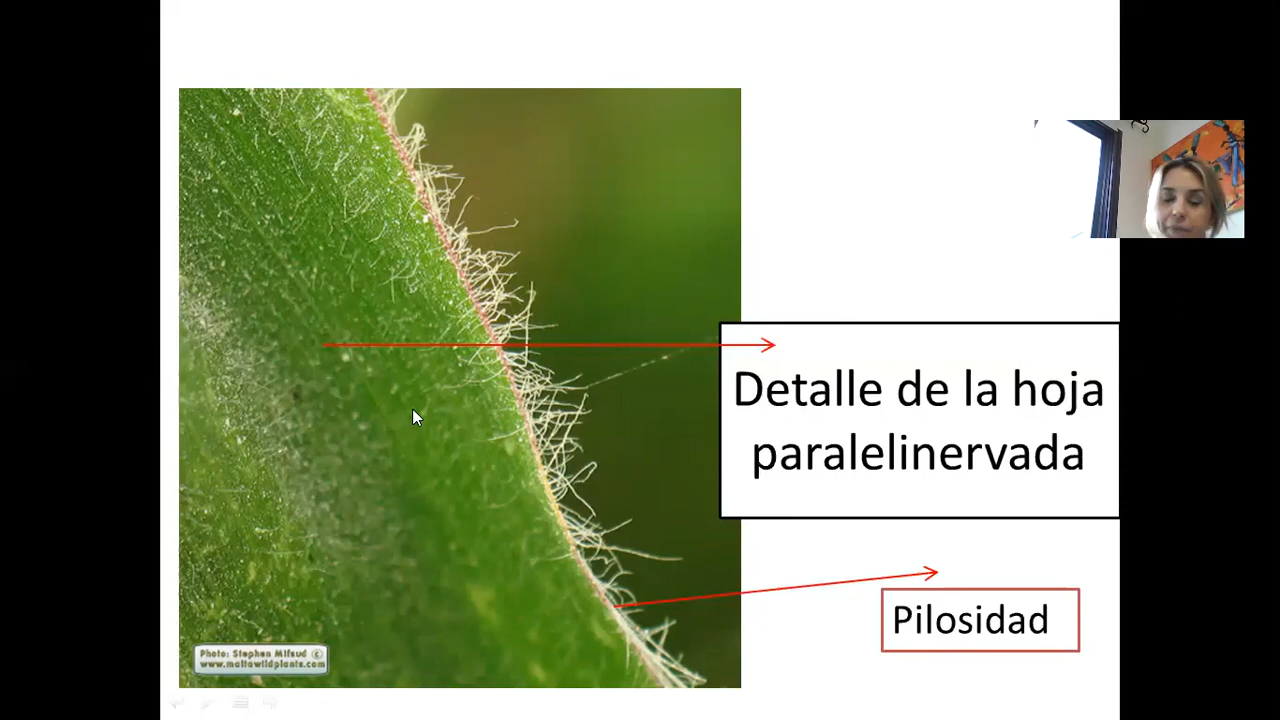 Detalle de la hoja
paralelinervada
Pilosidad
Photo: Stephen Mifsud ©
www.maltawildplants.com